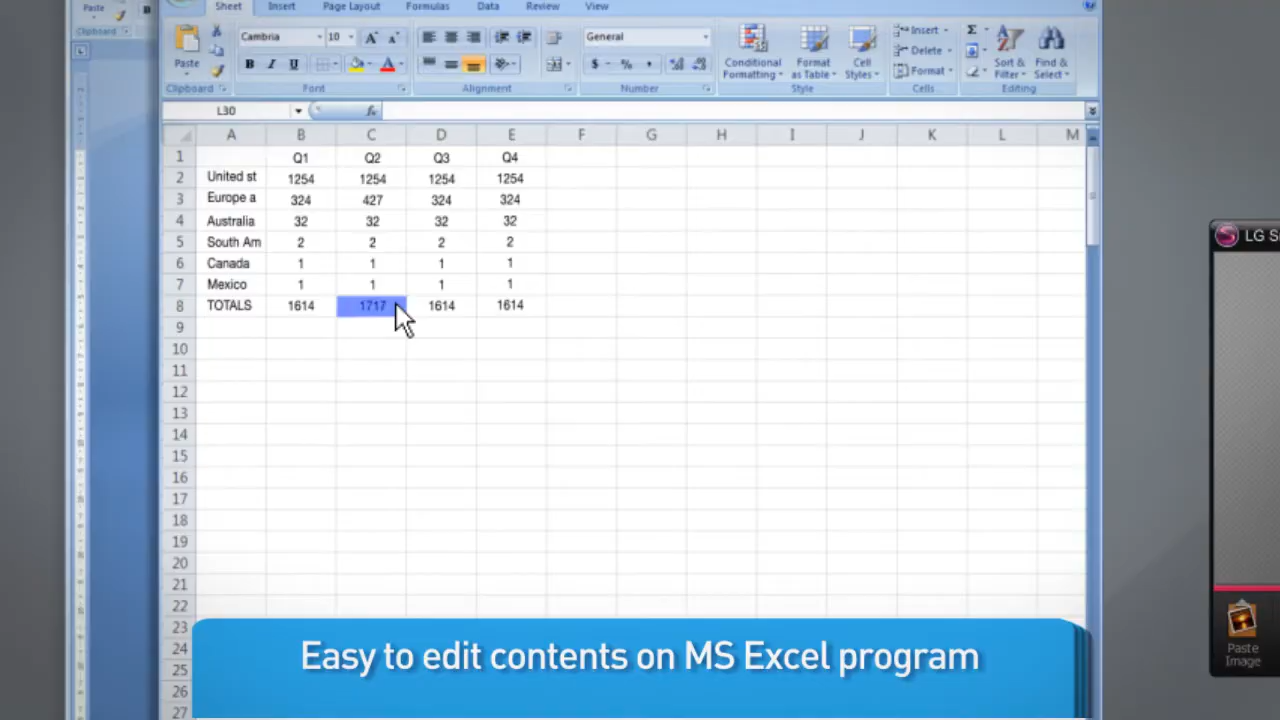 Sheet Insert Page Layout Formulas Data Review View
Paste
Clipboard
Cambria 10 General
Paste B I U $ % Conditional Formatting Format as Table Cell Styles Insert Delete Format Σ Sort & Filter Find & Select
Clipboard Font Alignment Number Style Cells Editing
L30 fx
A B C D E F G H I J K L M
1 Q1 Q2 Q3 Q4
2 United st 1254 1254 1254 1254
3 Europe a 324 427 324 324
4 Australia 32 32 32 32
5 South Am 2 2 2 2
6 Canada 1 1 1 1
7 Mexico 1 1 1 1
8 TOTALS 1614 1717 1614 1614
9
10
11
12
13
14
15
16
17
18
19
20
21
22
23
24
25
26
27
LG S
Paste
Image
Easy to edit contents on MS Excel program